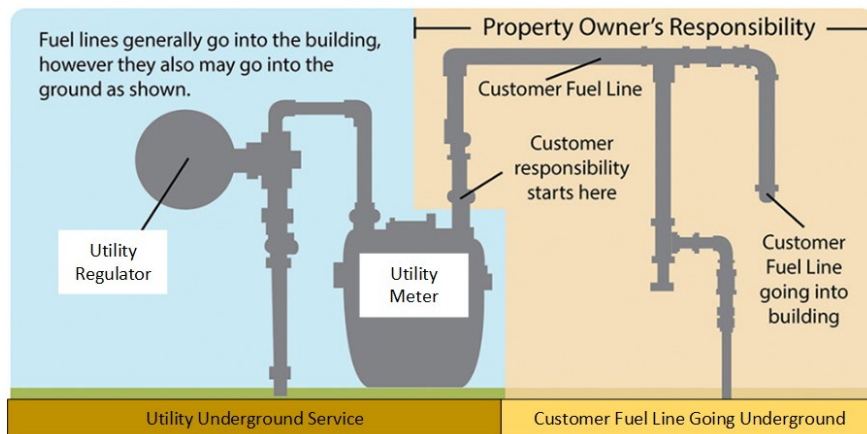 Fuel lines generally go into the building,
however they also may go into the
ground as shown.
Property Owner's Responsibility
Customer Fuel Line
Customer
responsibility
starts here
Utility
Regulator
Utility
Meter
Customer
Fuel Line
going into
building
Utility Underground Service
Customer Fuel Line Going Underground